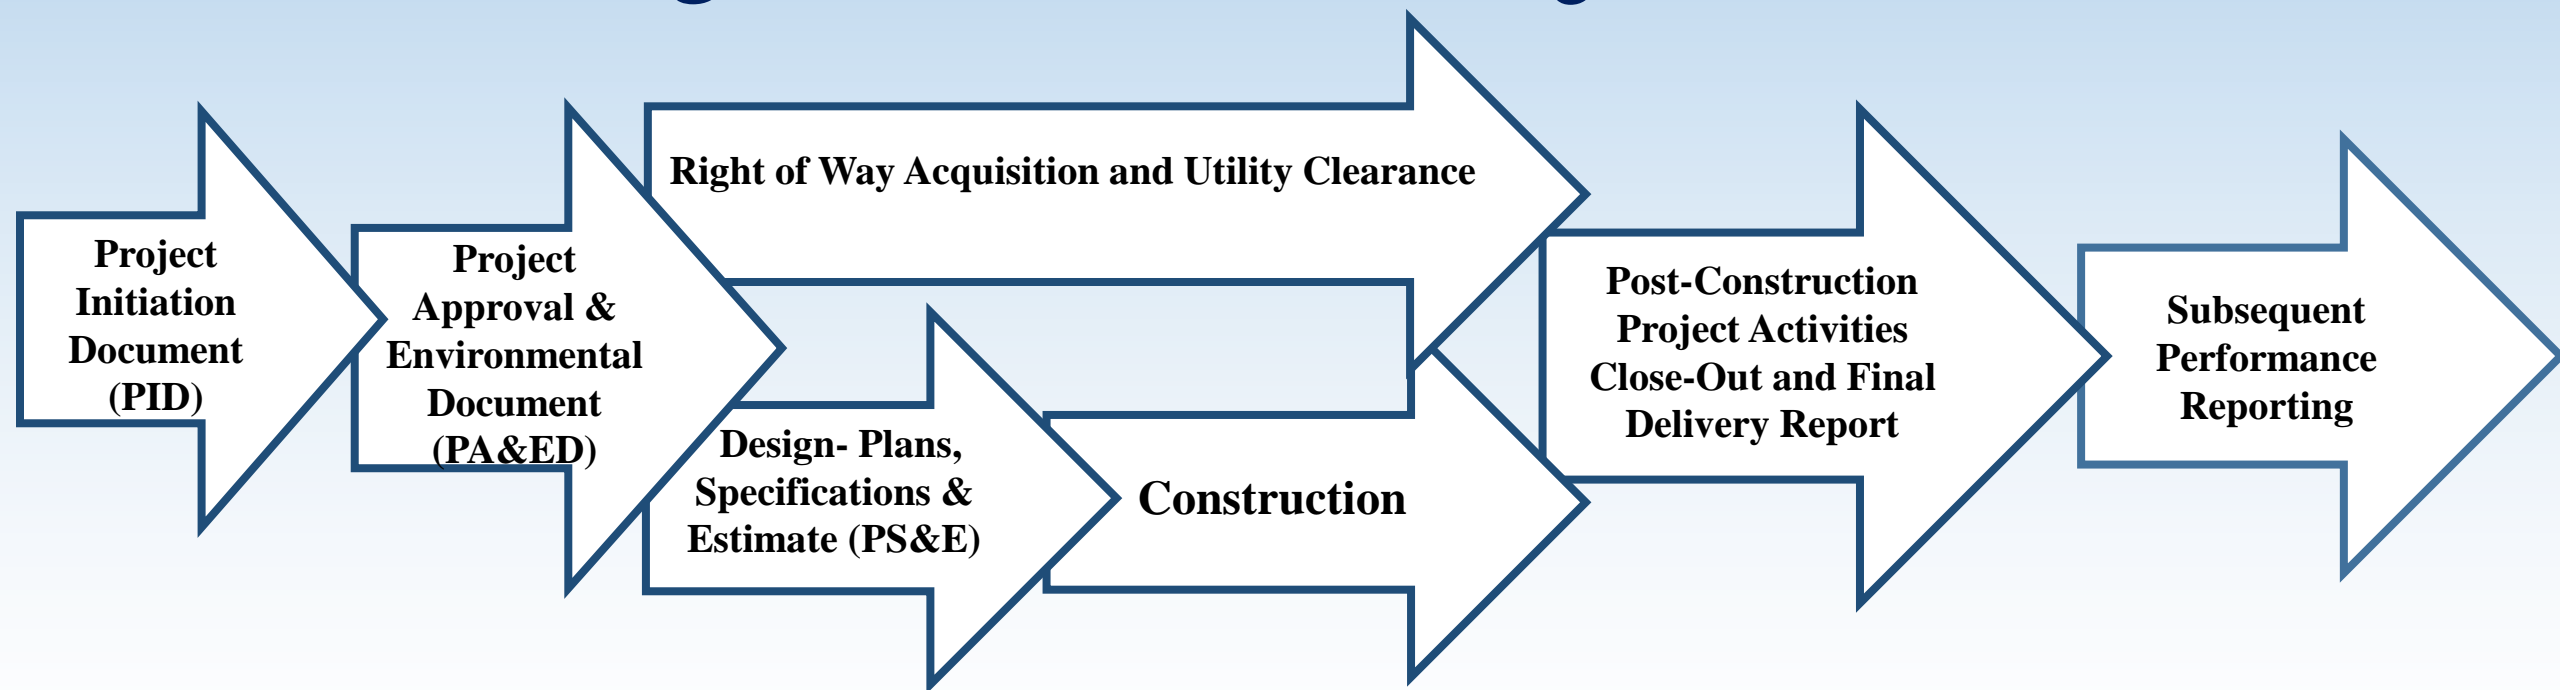 Project
Initiation
Document
(PID)
Project
Approval &
Environmental
Document
(PA&ED)
Right of Way Acquisition and Utility Clearance
Design- Plans,
Specifications &
Estimate (PS&E)
Construction
Post-Construction
Project Activities
Close-Out and Final
Delivery Report
Subsequent
Performance
Reporting